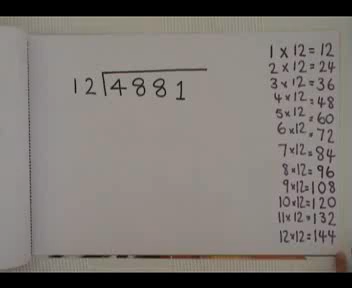 12)4881
1 x 12 = 12
2 x 12 = 24
3 x 12 = 36
4 x 12 = 48
5 x 12 = 60
6 x 12 = 72
7 x 12 = 84
8 x 12 = 96
9 x 12 = 108
10 x 12 = 120
11 x 12 = 132
12 x 12 = 144